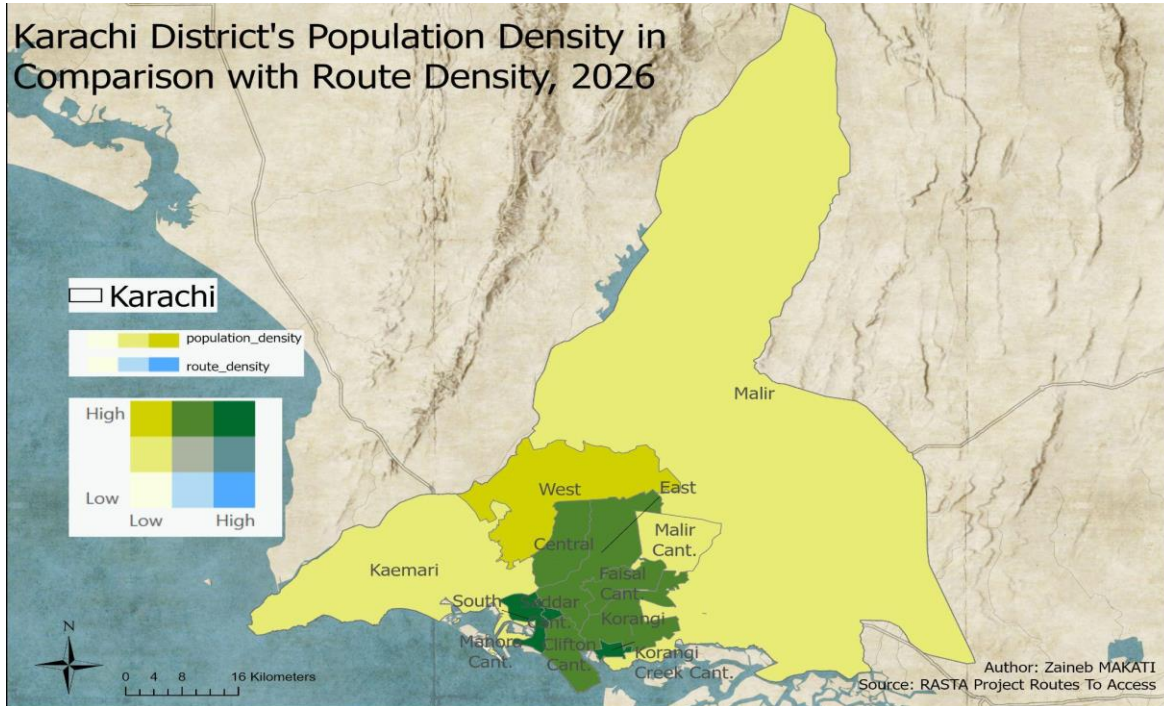 Karachi District's Population Density in
Comparison with Route Density, 2026
Karachi
population_density
route_density
High
Low
Low High
Malir
West
East
Central
Malir
Cant.
Kaemari
Faisal
Cant.
South
Saddar
Cant.
Korangi
Manora
Cant.
Clifton
Cant.
Korangi
Creek Cant.
N
0 4 8 16 Kilometers
Author: Zaineb MAKATI
Source: RASTA Project Routes To Access